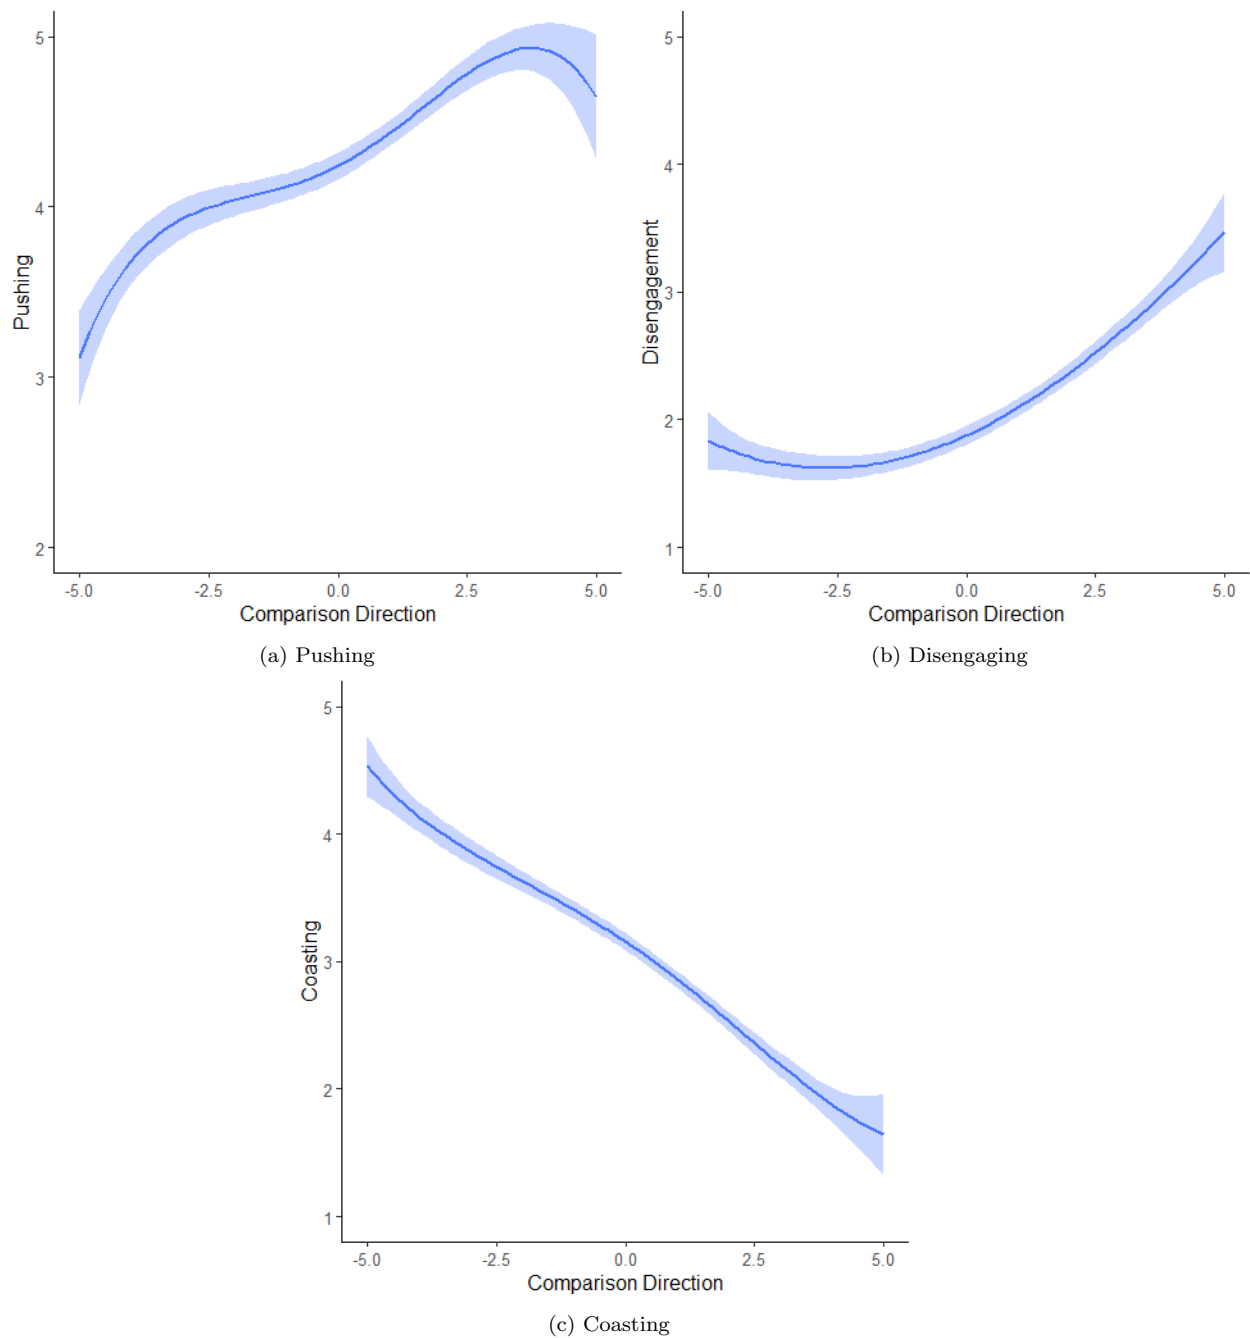 5
4
3
2
Pushing
-5.0 -2.5 0.0 2.5 5.0
Comparison Direction
(a) Pushing
5
4
3
2
1
Disengagement
-5.0 -2.5 0.0 2.5 5.0
Comparison Direction
(b) Disengaging
5
4
3
2
1
Coasting
-5.0 -2.5 0.0 2.5 5.0
Comparison Direction
(c) Coasting